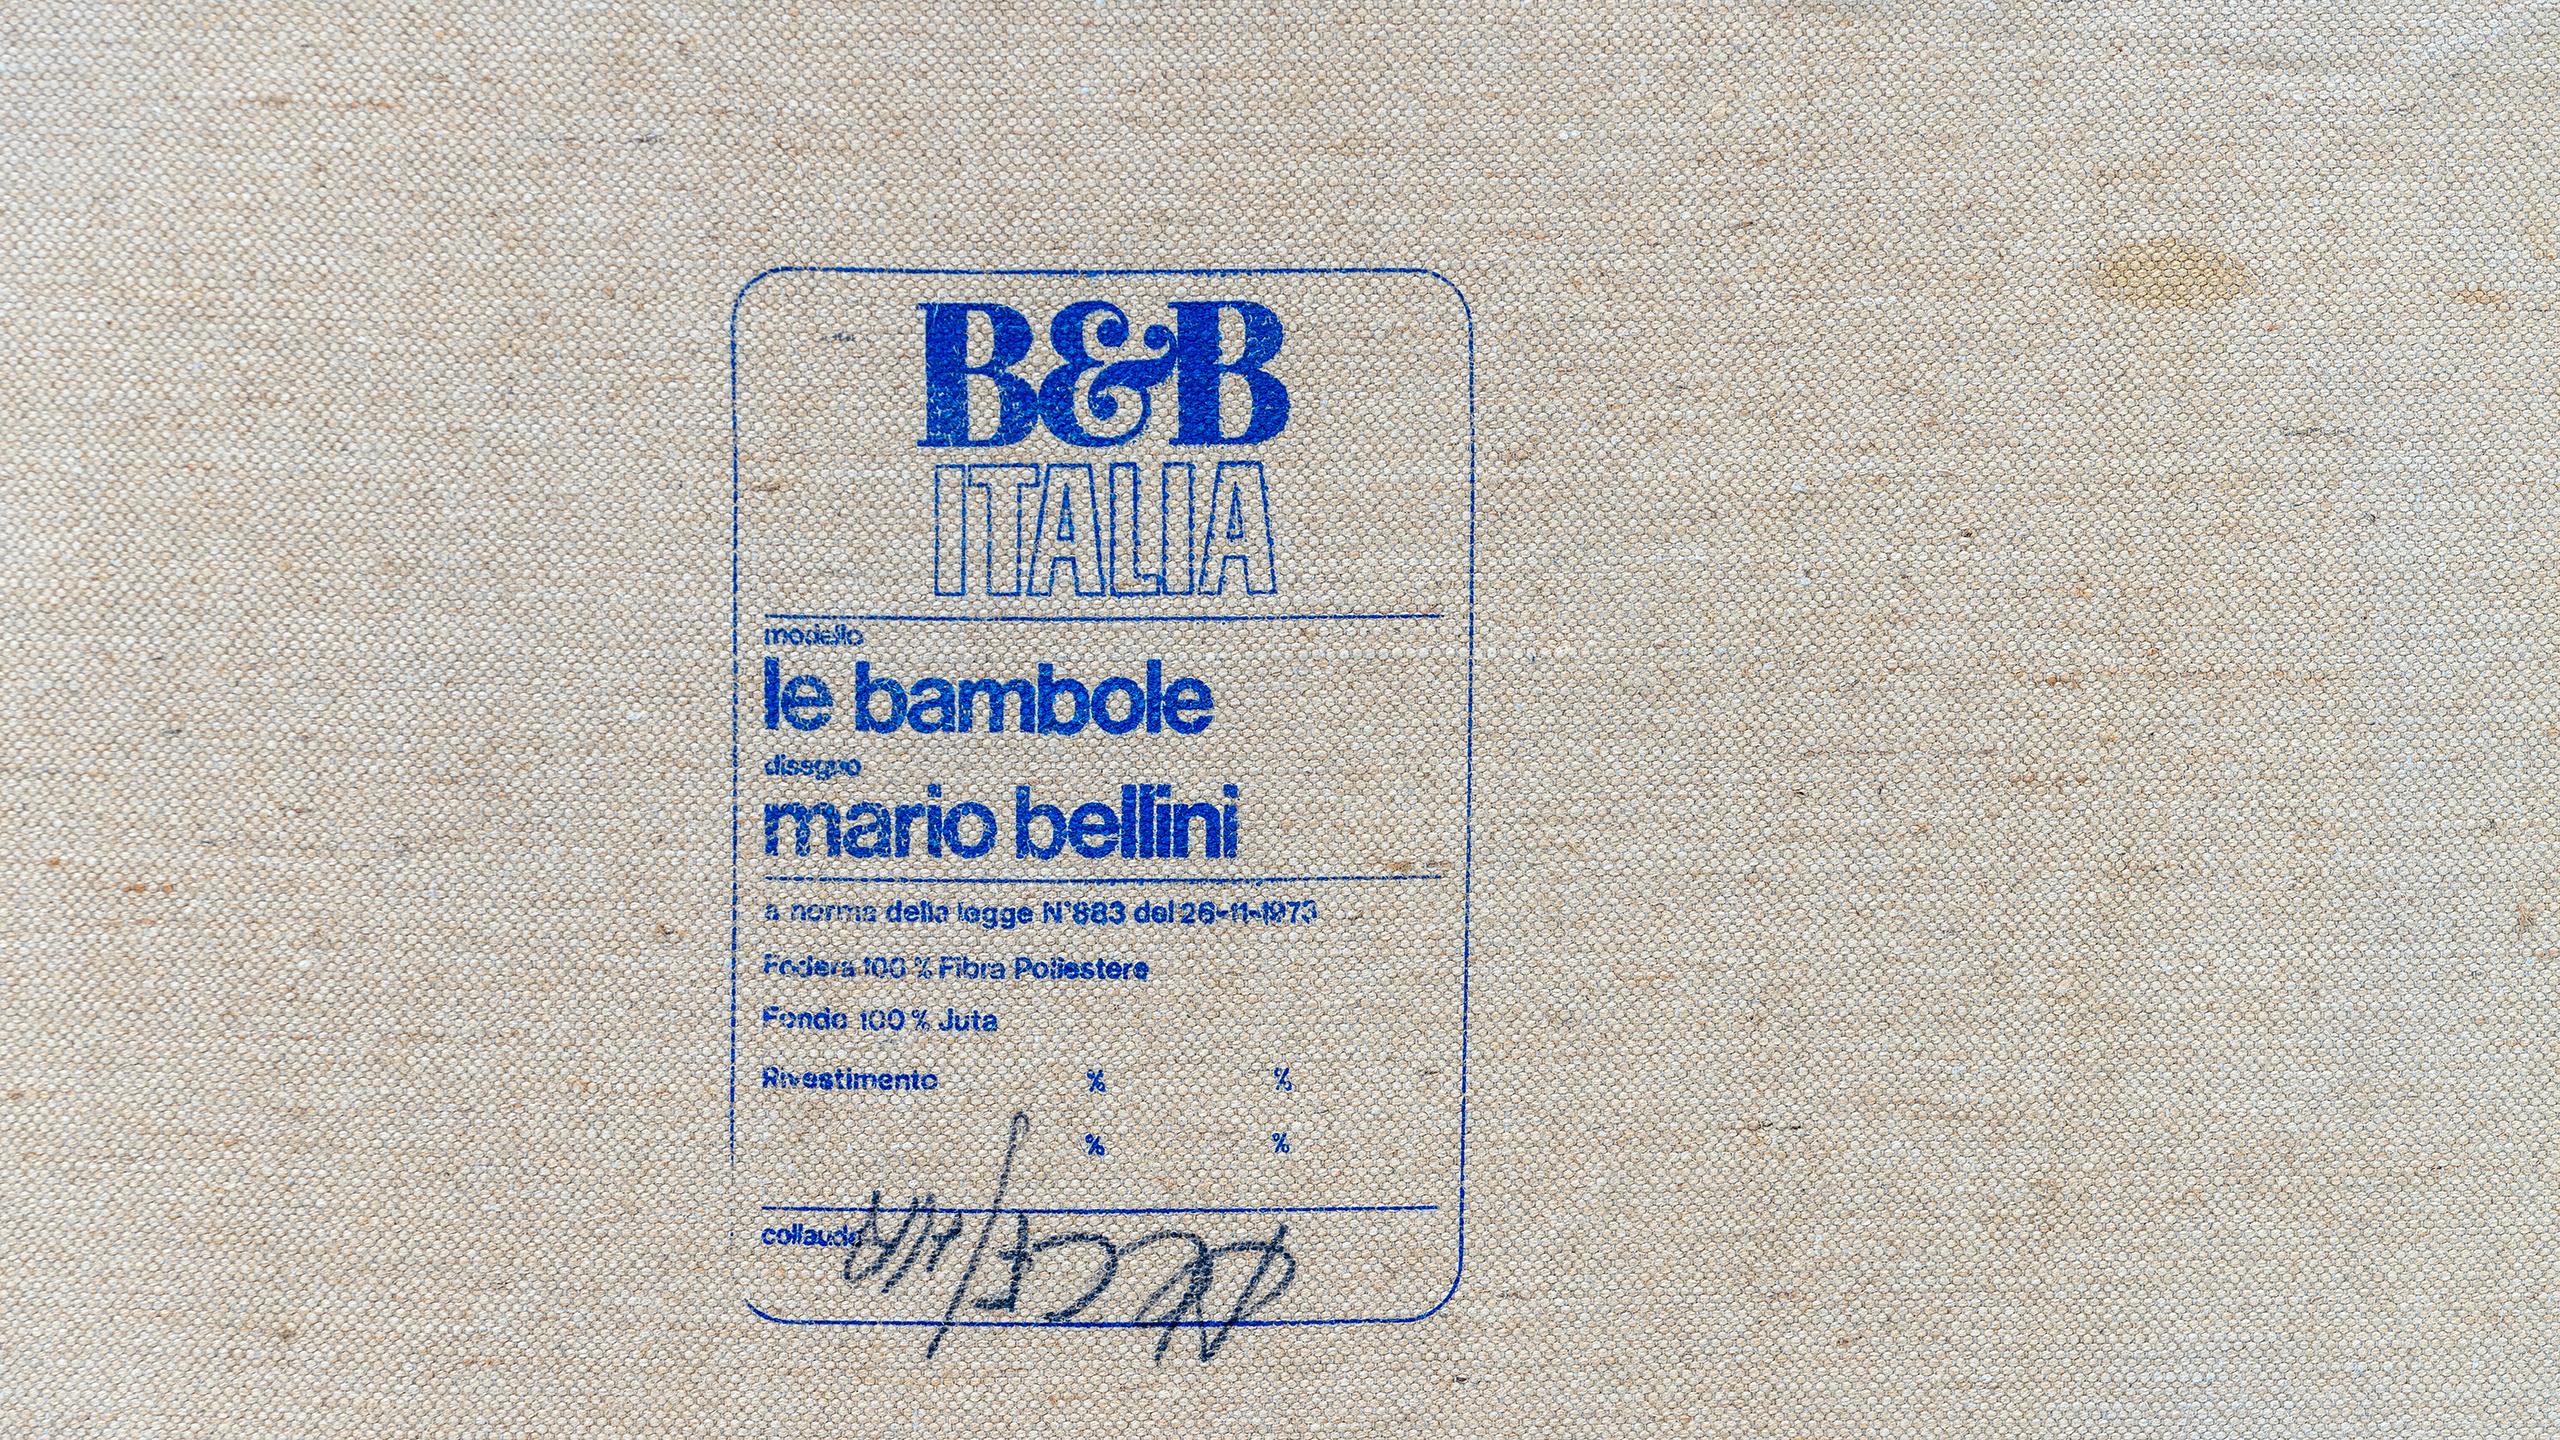 B&B
ITALIA
modello
le bambole
disegno
mario bellini
a norma della legge N°883 del 26-11-1973
Fodera 100 % Fibra Poliestere
Fondo 100 % Juta
Rivestimento % %
% %
collaudo